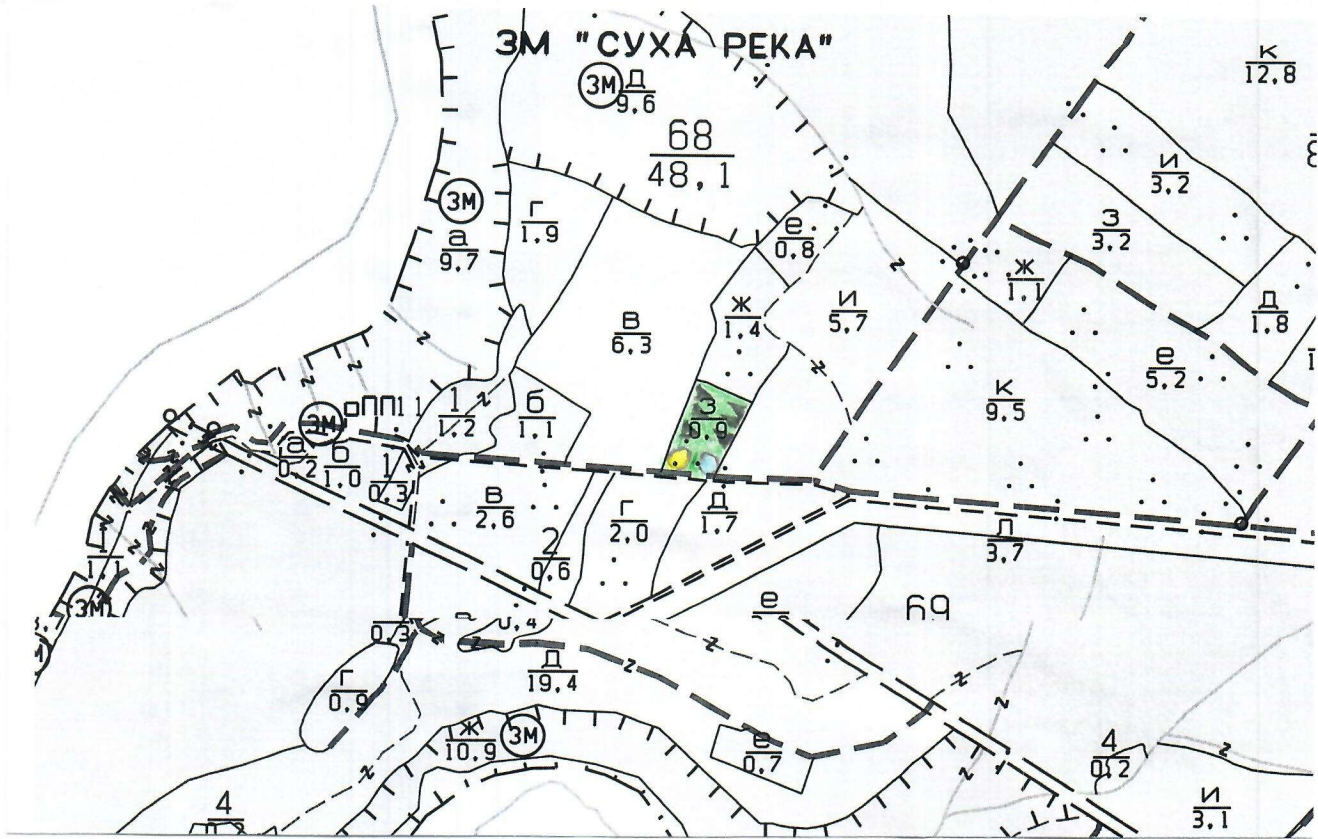 ЗМ "СУХА РЕКА"
К
12,8
ЗМ
Д
9,6
68
48,1
И
3,2
ЗМ
а
9,7
Г
1,9
е
0,8
З
3,2
Ж
1,1
Д
1,8
В
6,3
Ж
1,4
И
5,7
е
5,2
К
9,5
1
1,2
б
1,1
З
0,9
ЗМ
ПП11
а
0,2
б
1,0
1
0,3
В
2,6
2
0,6
Г
2,0
Д
1,7
Л
3,7
1
1,1
ЗМ
е
69
0,3
0,4
Д
19,4
Г
0,9
Ж
10,9
ЗМ
е
0,7
4
0,2
4
И
3,1